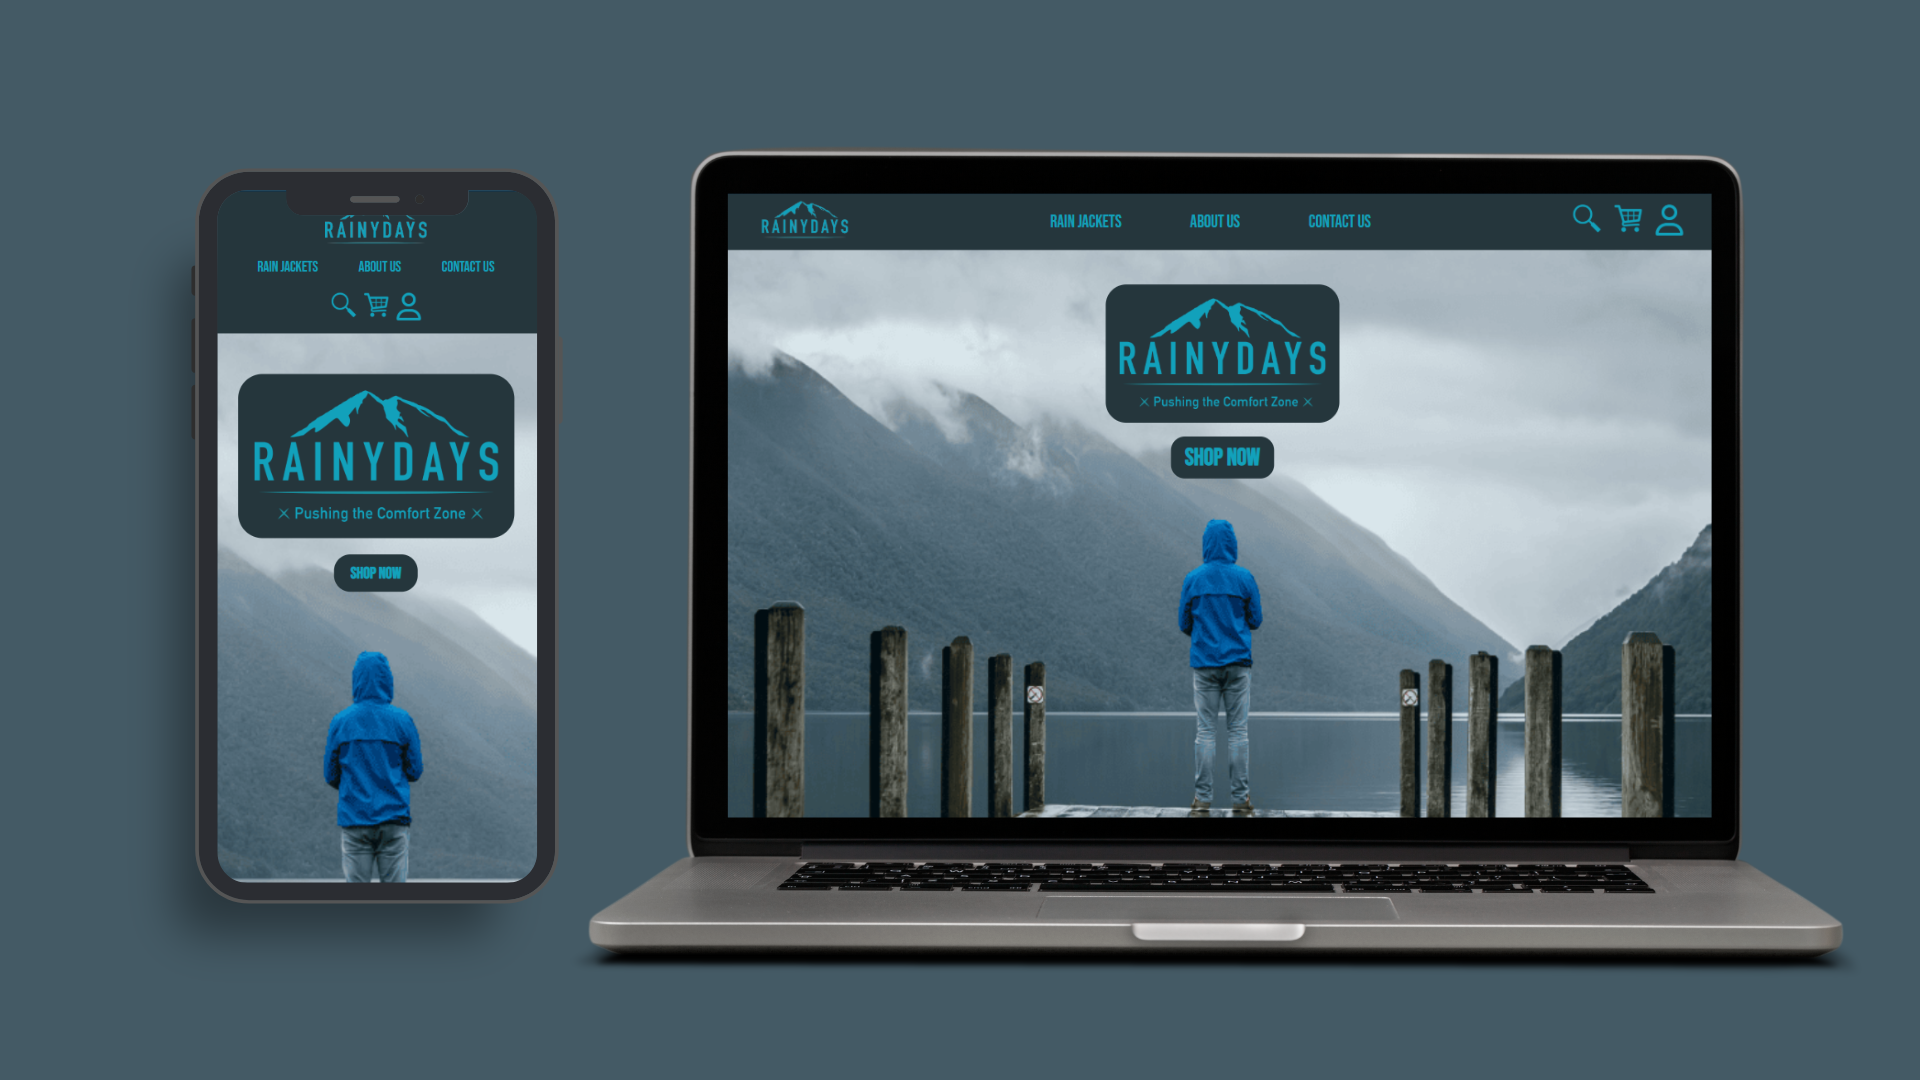 RAINYDAYS
RAIN JACKETS ABOUT US CONTACT US
RAINYDAYS
× Pushing the Comfort Zone ×
SHOP NOW
RAINYDAYS RAIN JACKETS ABOUT US CONTACT US
RAINYDAYS
× Pushing the Comfort Zone ×
SHOP NOW